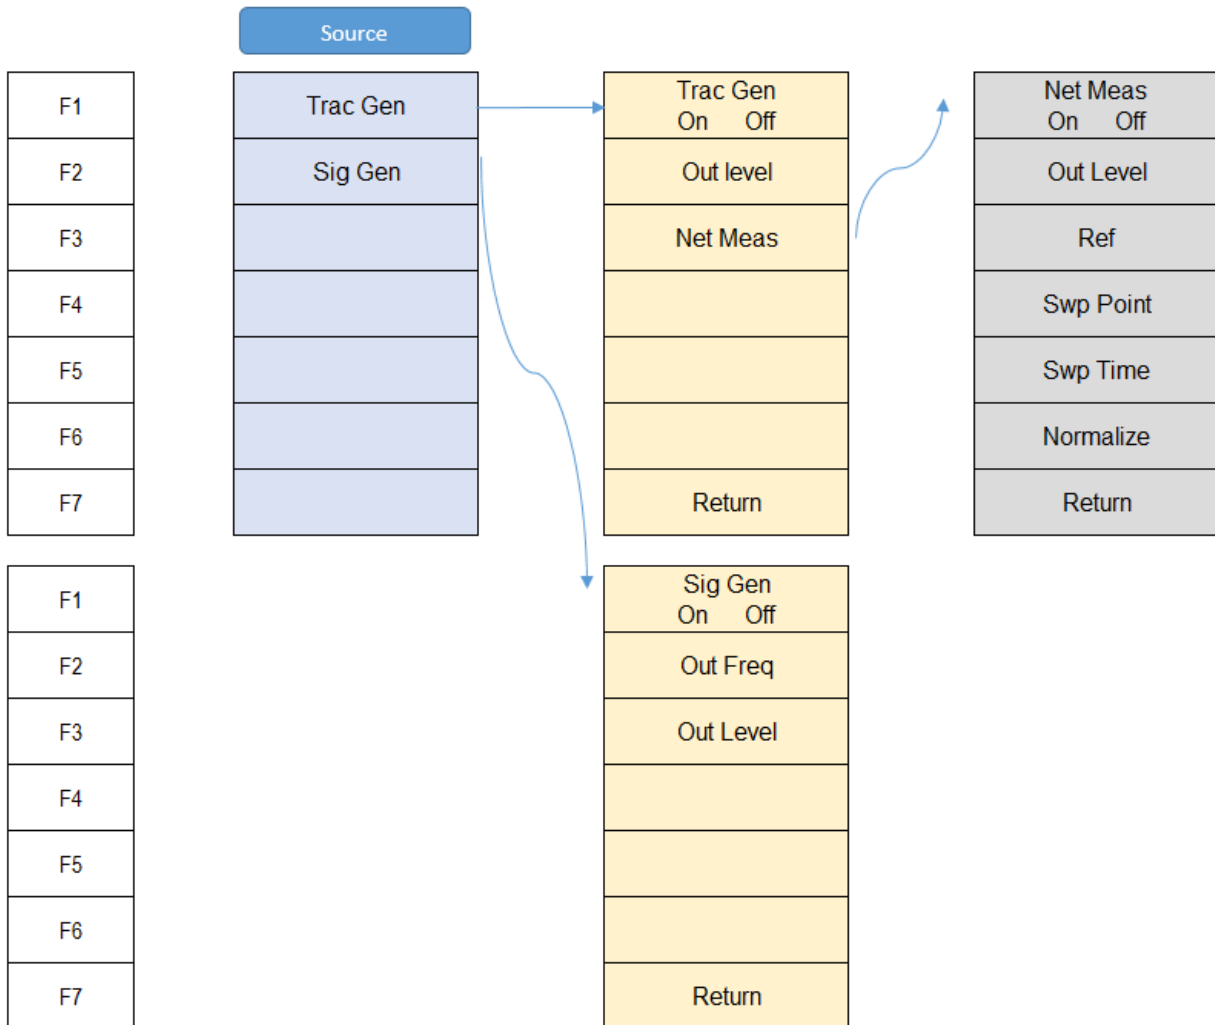 Source
F1
Trac Gen
Trac Gen
On Off
Net Meas
On Off
F2
Sig Gen
Out level
Out Level
F3
Net Meas
Ref
F4
Swp Point
F5
Swp Time
F6
Normalize
F7
Return
Return
F1
Sig Gen
On Off
F2
Out Freq
F3
Out Level
F4
F5
F6
F7
Return